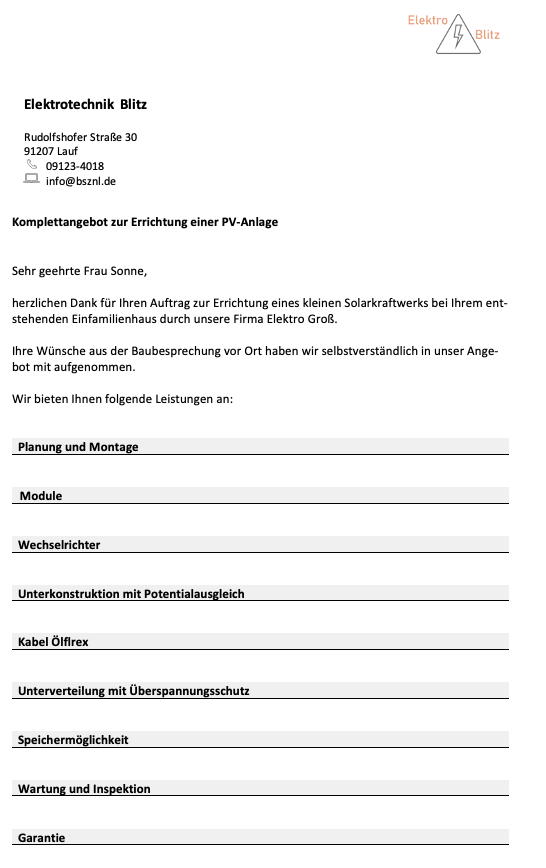 Elektro
Blitz
Elektrotechnik Blitz
Rudolfshofer Straße 30
91207 Lauf
09123-4018
info@bsznl.de
Komplettangebot zur Errichtung einer PV-Anlage
Sehr geehrte Frau Sonne,
herzlichen Dank für Ihren Auftrag zur Errichtung eines kleinen Solarkraftwerks bei Ihrem ent-
stehenden Einfamilienhaus durch unsere Firma Elektro Groß.
Ihre Wünsche aus der Baubesprechung vor Ort haben wir selbstverständlich in unser Ange-
bot mit aufgenommen.
Wir bieten Ihnen folgende Leistungen an:
Planung und Montage
Module
Wechselrichter
Unterkonstruktion mit Potentialausgleich
Kabel Ölflrex
Unterverteilung mit Überspannungsschutz
Speichermöglichkeit
Wartung und Inspektion
Garantie